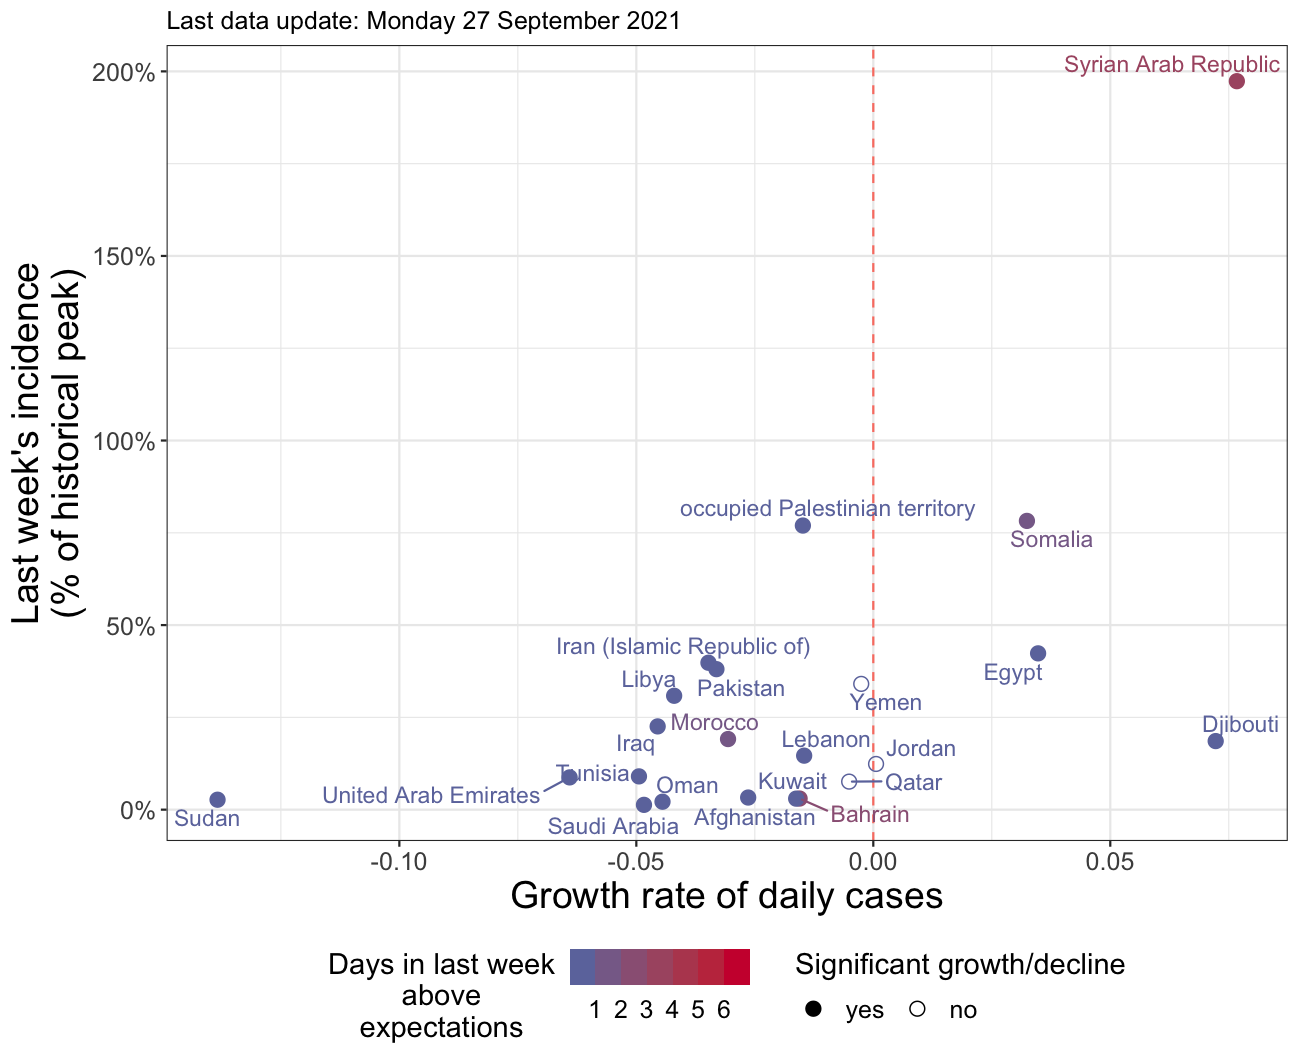 Last data update: Monday 27 September 2021
Last week's incidence
(% of historical peak)
200%
150%
100%
50%
0%
Syrian Arab Republic
occupied Palestinian territory
Somalia
Iran (Islamic Republic of)
Egypt
Libya
Pakistan
Yemen
Morocco
Djibouti
Iraq
Lebanon
Jordan
Tunisia
Kuwait
Qatar
United Arab Emirates
Oman
Sudan
Saudi Arabia
Afghanistan
Bahrain
-0.10
-0.05
0.00
0.05
Growth rate of daily cases
Days in last week
above
expectations
1 2 3 4 5 6
Significant growth/decline
yes
no